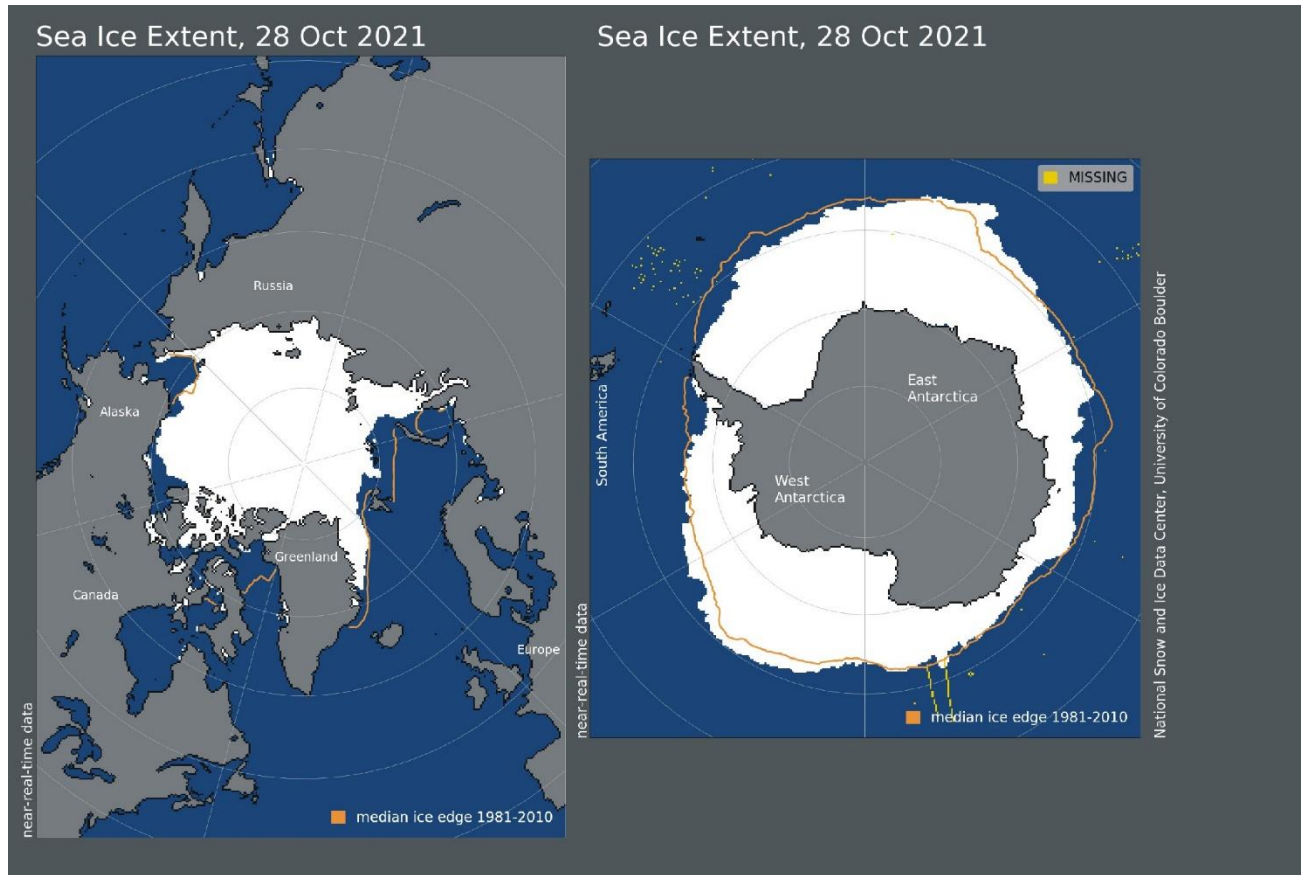 Sea Ice Extent, 28 Oct 2021
Russia
Alaska
Greenland
Canada
Europe
near-real-time data
median ice edge 1981-2010
Sea Ice Extent, 28 Oct 2021
MISSING
East
Antarctica
South America
West
Antarctica
near-real-time data
median ice edge 1981-2010
National Snow and Ice Data Center, University of Colorado Boulder